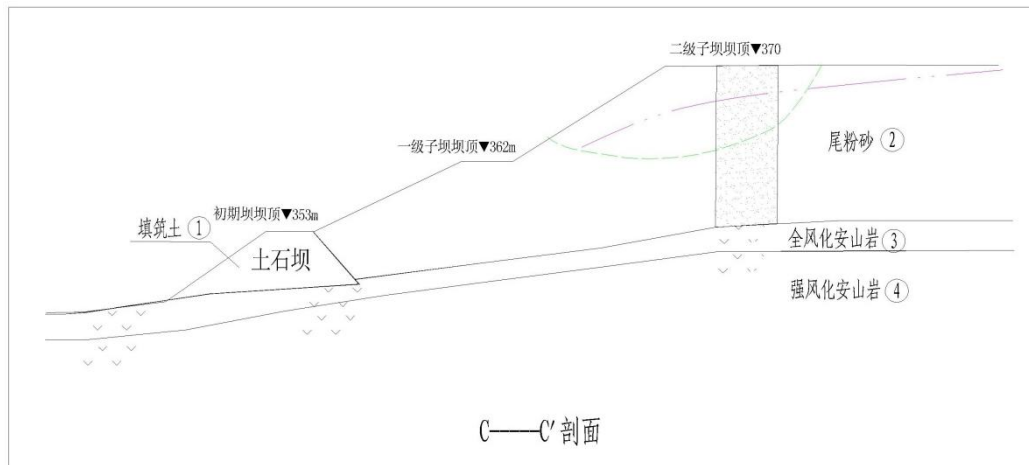 二级子坝坝顶▼370
一级子坝坝顶▼362m
尾粉砂②
初期坝坝顶▼353m
填筑土①
土石坝
全风化安山岩③
强风化安山岩④
C——C′剖面